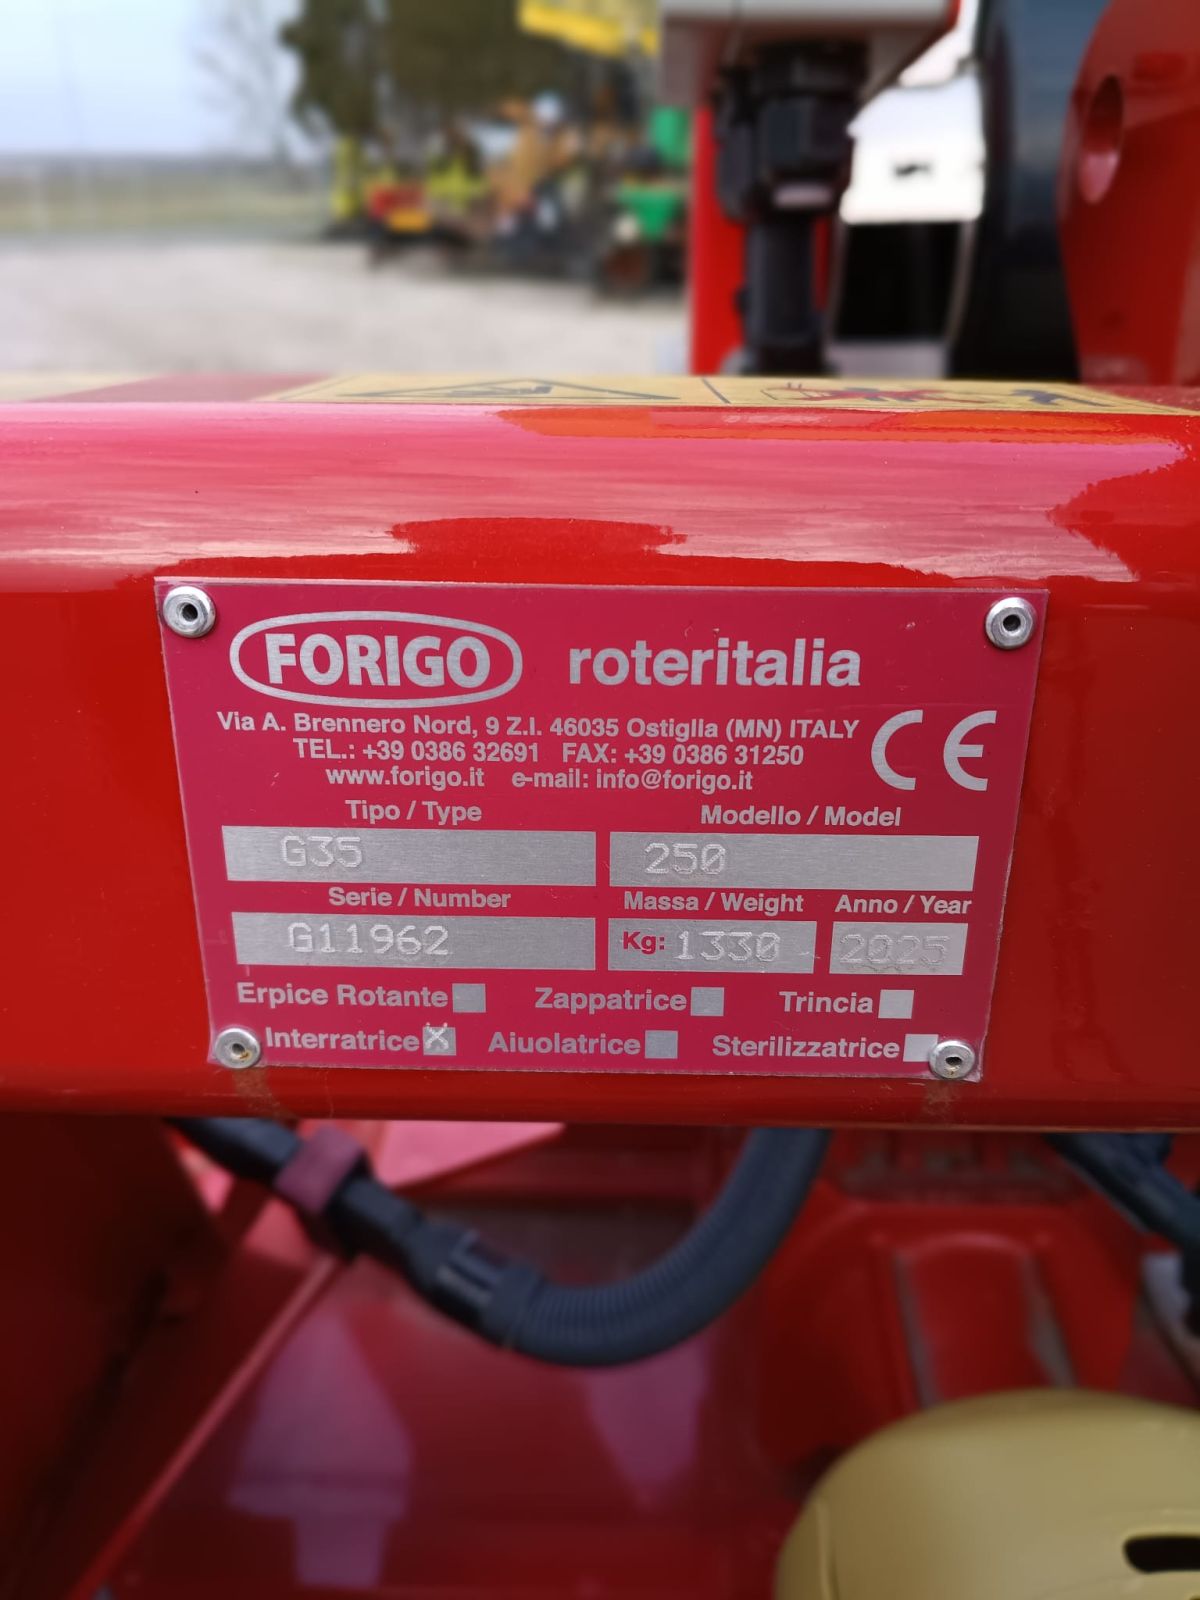 FORIGO roteritalia
Via A. Brennero Nord, 9 Z.I. 46035 Ostiglia (MN) ITALY
TEL.: +39 0386 32691 FAX: +39 0386 31250
www.forigo.it e-mail: info@forigo.it
CE
Tipo / Type Modello / Model
G35 250
Serie / Number Massa / Weight Anno / Year
G11962 Kg: 1330 2025
Erpice Rotante Zappatrice Trincia
Interratrice X Aiuolatrice Sterilizzatrice